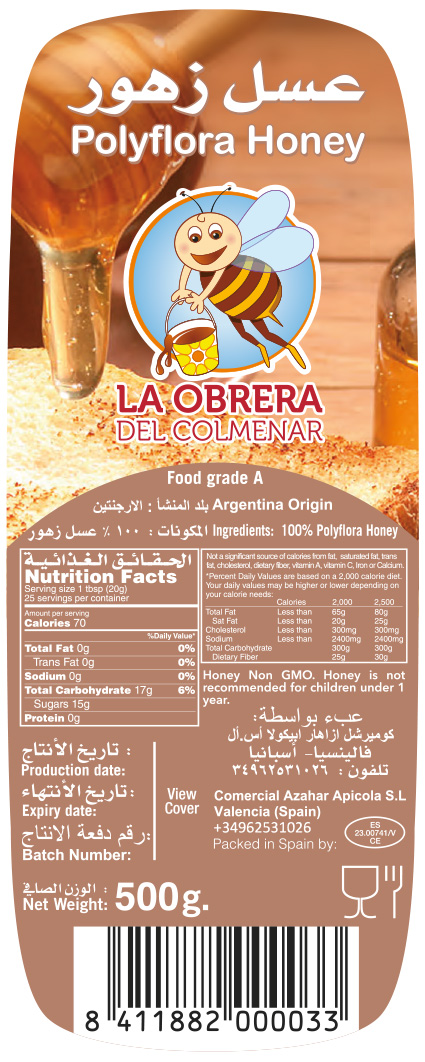 عسل زهور
Polyflora Honey
LA OBRERA
DEL COLMENAR
Food grade A
بلد المنشأ : الارجنتين Argentina Origin
المكونات : ١٠٠ ٪ عسل زهور Ingredients: 100% Polyflora Honey
الحقائق الغذائية
Nutrition Facts
Serving size 1 tbsp (20g)
25 servings per container
Amount per serving
Calories 70
%Daily Value*
Total Fat 0g 0%
Trans Fat 0g 0%
Sodium 0g 0%
Total Carbohydrate 17g 6%
Sugars 15g
Protein 0g
Not a significant source of calories from fat, saturated fat, trans
fat, cholesterol, dietary fiber, vitamin A, vitamin C, Iron or Calcium.
*Percent Daily Values are based on a 2,000 calorie diet.
Your daily values may be higher or lower depending on
your calorie needs:
Calories 2,000 2,500
Total Fat Less than 65g 80g
Sat Fat Less than 20g 25g
Cholesterol Less than 300mg 300mg
Sodium Less than 2400mg 2400mg
Total Carbohydrate 300g 300g
Dietary Fiber 25g 30g
Honey Non GMO. Honey is not
recommended for children under 1
year.
عبء بواسطة:
كوميرشل ازاهار ابيكولا أس.أل
فالينسيا- أسبانيا
تلفون : ٣٤٩٦٢٥٣١٠٢٦
تاريخ الأنتاج :
Production date:
تاريخ الأنتهاء :
Expiry date:
رقم دفعة الانتاج:
Batch Number:
View
Cover
Comercial Azahar Apicola S.L
Valencia (Spain)
+34962531026
Packed in Spain by:
ES
23.00741/V
CE
الوزن الصافي :
Net Weight: 500g.
8 411882 000033